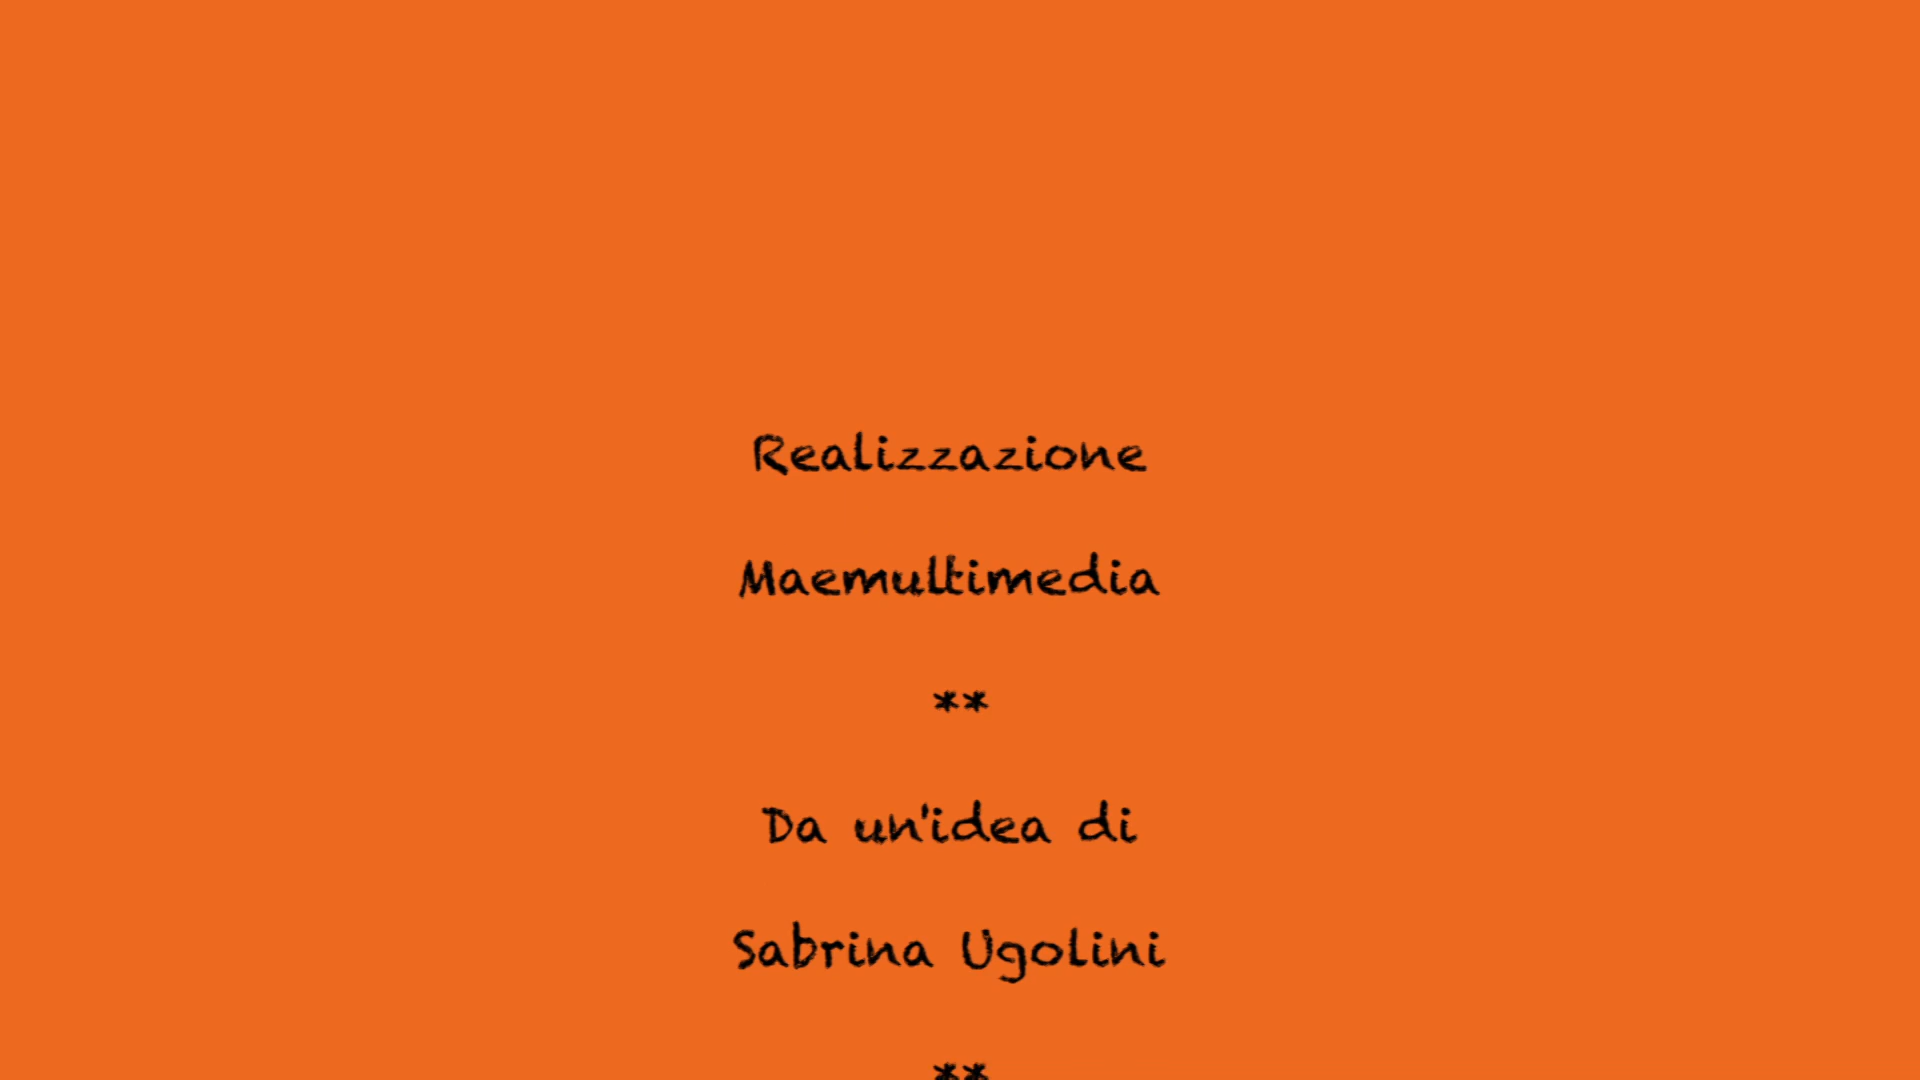 Realizzazione
Maemultimedia
**
Da un'idea di
Sabrina Ugolini
**